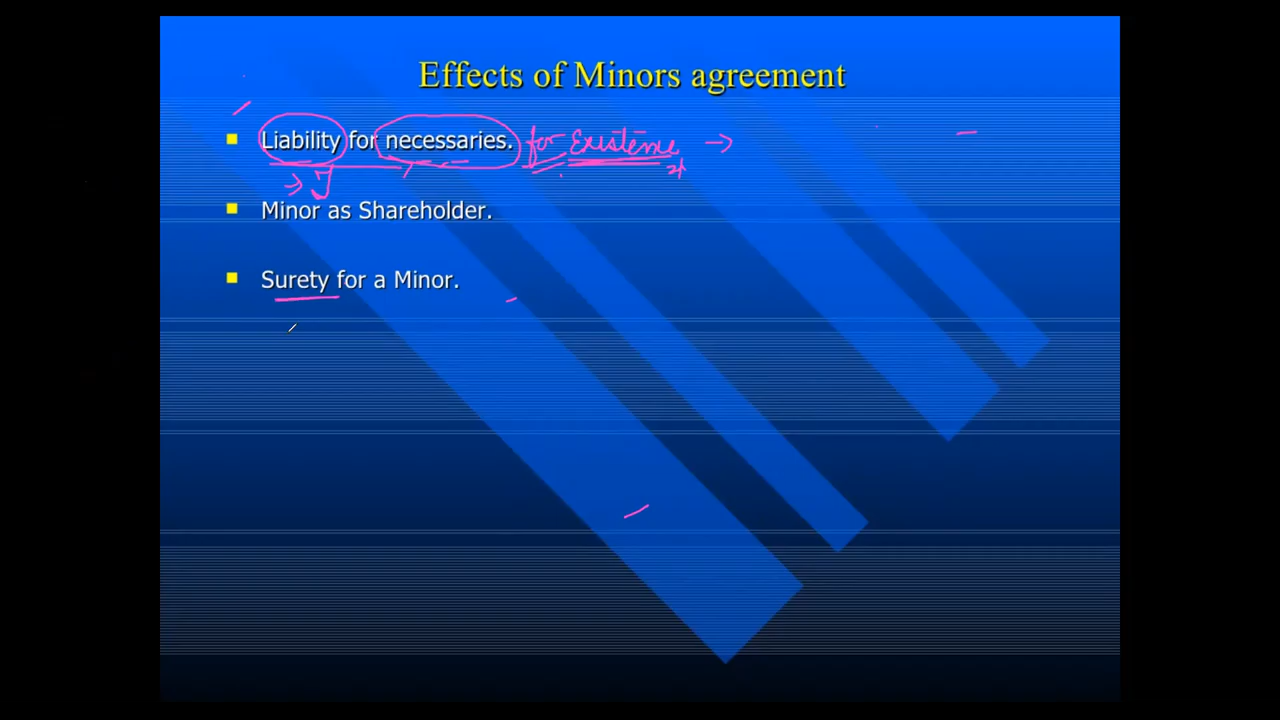 Effects of Minors agreement
Liability for necessaries. for Existence →
Minor as Shareholder.
Surety for a Minor.